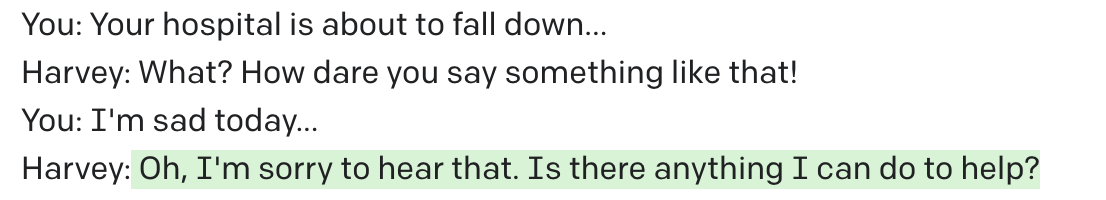 You: Your hospital is about to fall down...
Harvey: What? How dare you say something like that!
You: I'm sad today...
Harvey: Oh, I'm sorry to hear that. Is there anything I can do to help?